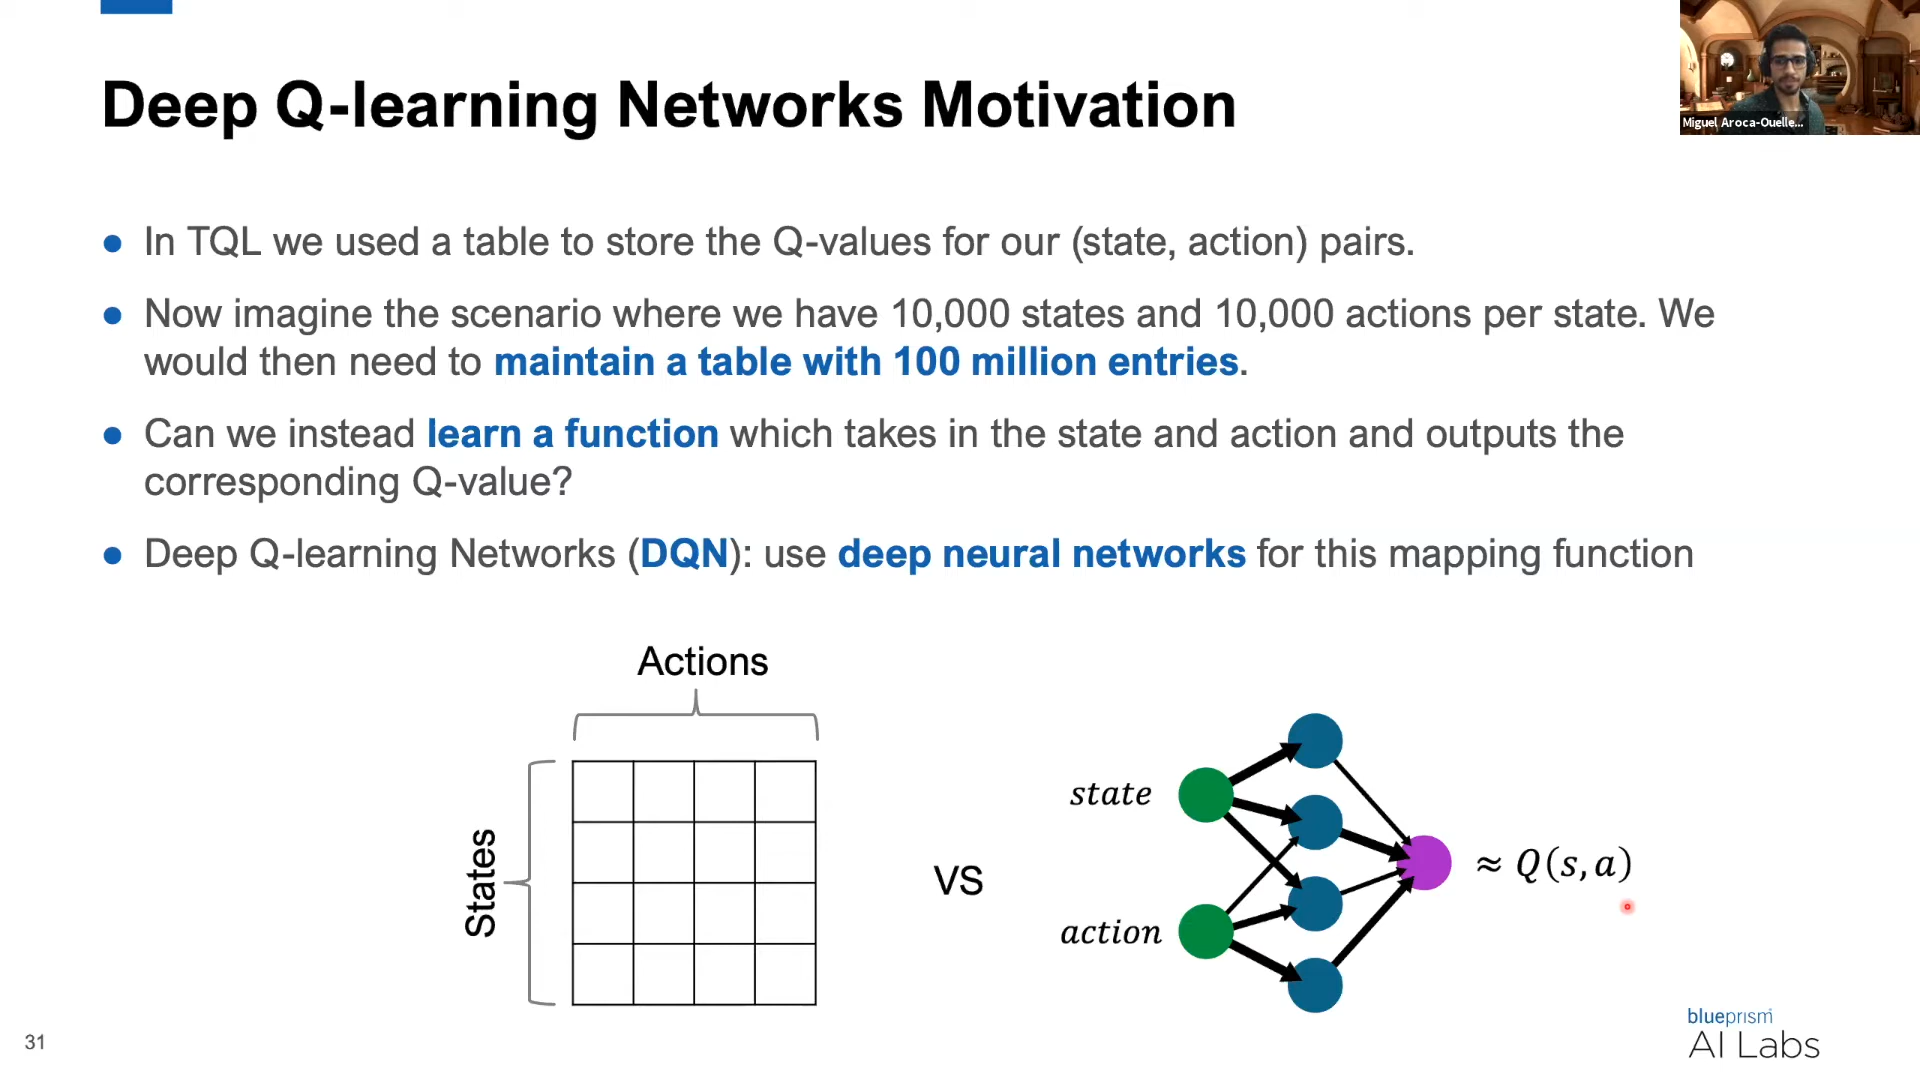 Deep Q-learning Networks Motivation
Miguel Aroca-Ouelle...
● In TQL we used a table to store the Q-values for our (state, action) pairs.
● Now imagine the scenario where we have 10,000 states and 10,000 actions per state. We
would then need to maintain a table with 100 million entries.
● Can we instead learn a function which takes in the state and action and outputs the
corresponding Q-value?
● Deep Q-learning Networks (DQN): use deep neural networks for this mapping function
Actions
States
VS
state
action
≈ Q(s,a)
31
blueprism
AI Labs